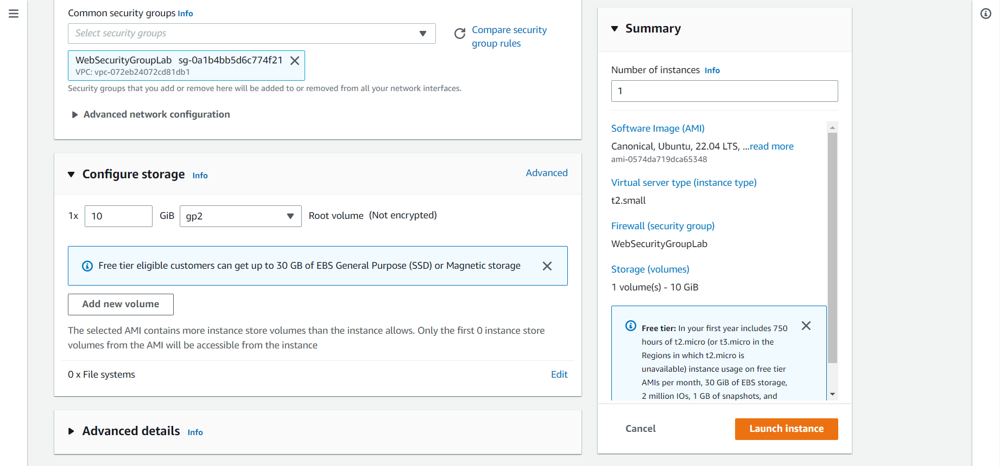 Common security groups Info
Select security groups
Compare security
group rules
WebSecurityGroupLab sg-0a1b4bb5d6c774f21
VPC: vpc-072eb24072cd81db1
Security groups that you add or remove here will be added to or removed from all your network interfaces.
Advanced network configuration
Configure storage Info
Advanced
1x 10 GiB gp2 Root volume (Not encrypted)
Free tier eligible customers can get up to 30 GB of EBS General Purpose (SSD) or Magnetic storage
Add new volume
The selected AMI contains more instance store volumes than the instance allows. Only the first 0 instance store
volumes from the AMI will be accessible from the instance
0 x File systems
Edit
Advanced details Info
Summary
Number of instances Info
1
Software Image (AMI)
Canonical, Ubuntu, 22.04 LTS, ...read more
ami-0574da719dca65348
Virtual server type (instance type)
t2.small
Firewall (security group)
WebSecurityGroupLab
Storage (volumes)
1 volume(s) - 10 GiB
Free tier: In your first year includes 750
hours of t2.micro (or t3.micro in the
Regions in which t2.micro is
unavailable) instance usage on free tier
AMIs per month, 30 GiB of EBS storage,
2 million IOs, 1 GB of snapshots, and
Cancel
Launch instance